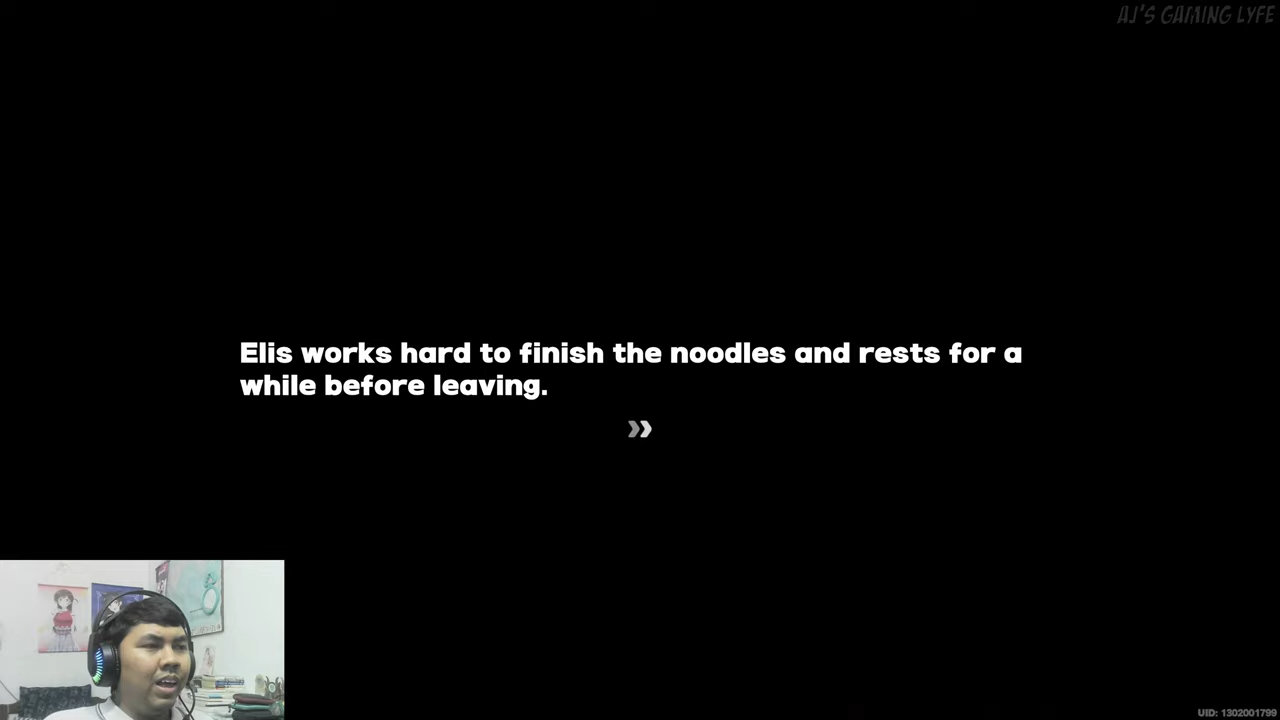 AJ'S GAMING LYFE
Elis works hard to finish the noodles and rests for a
while before leaving.
UID: 1302001799